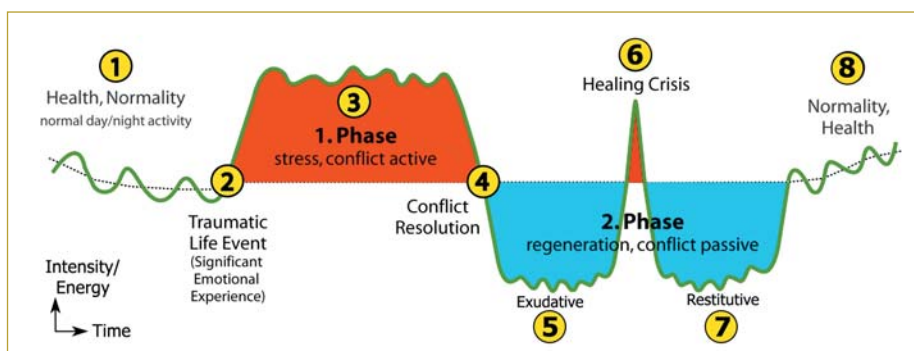 1
Health, Normality
normal day/night activity
2
Traumatic
Life Event
(Significant
Emotional
Experience)
3
1. Phase
stress, conflict active
4
Conflict
Resolution
2. Phase
regeneration, conflict passive
Exudative
5
6
Healing Crisis
Restitutive
7
8
Normality,
Health
Intensity/
Energy
Time